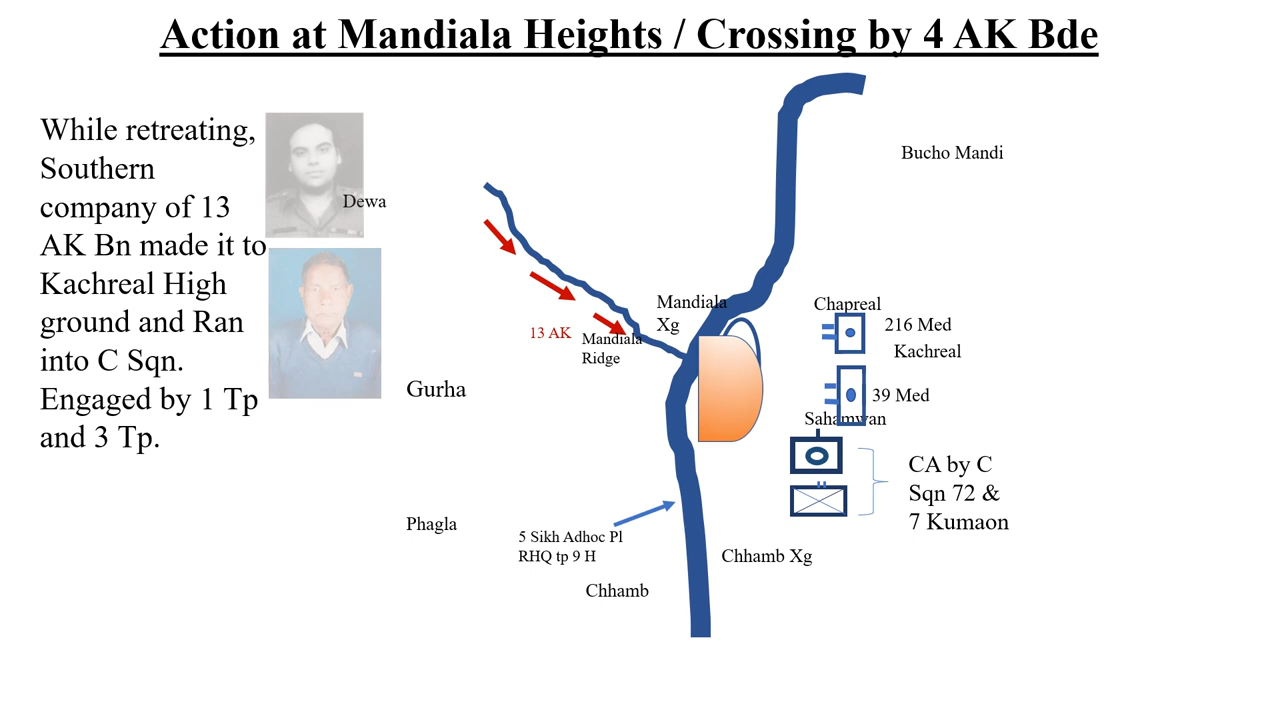 Action at Mandiala Heights / Crossing by 4 AK Bde
While retreating,
Southern
company of 13
AK Bn made it to
Kachreal High
ground and Ran
into C Sqn.
Engaged by 1 Tp
and 3 Tp.
Dewa
Bucho Mandi
Mandiala
Xg
Chapreal
216 Med
Kachreal
13 AK
Mandiala
Ridge
Gurha
39 Med
Sahamwan
CA by C
Sqn 72 &
7 Kumaon
Phagla
5 Sikh Adhoc Pl
RHQ tp 9 H
Chhamb Xg
Chhamb